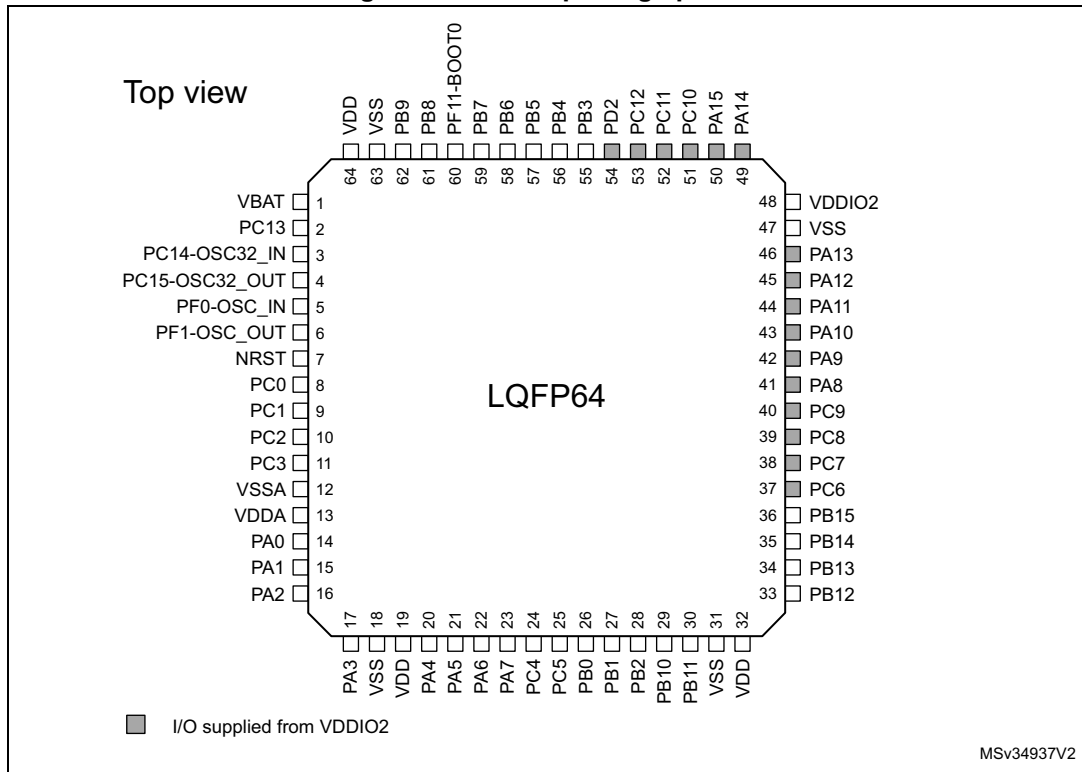 Top view
VDD
VSS
PB9
PB8
PF11-BOOT0
PB7
PB6
PB5
PB4
PB3
PD2
PC12
PC11
PC10
PA15
PA14
64
63
62
61
60
59
58
57
56
55
54
53
52
51
50
49
VBAT 1
PC13 2
PC14-OSC32_IN 3
PC15-OSC32_OUT 4
PF0-OSC_IN 5
PF1-OSC_OUT 6
NRST 7
PC0 8
PC1 9
PC2 10
PC3 11
VSSA 12
VDDA 13
PA0 14
PA1 15
PA2 16
LQFP64
48 VDDIO2
47 VSS
46 PA13
45 PA12
44 PA11
43 PA10
42 PA9
41 PA8
40 PC9
39 PC8
38 PC7
37 PC6
36 PB15
35 PB14
34 PB13
33 PB12
17
18
19
20
21
22
23
24
25
26
27
28
29
30
31
32
PA3
VSS
VDD
PA4
PA5
PA6
PA7
PC4
PC5
PB0
PB1
PB2
PB10
PB11
VSS
VDD
I/O supplied from VDDIO2
MSv34937V2